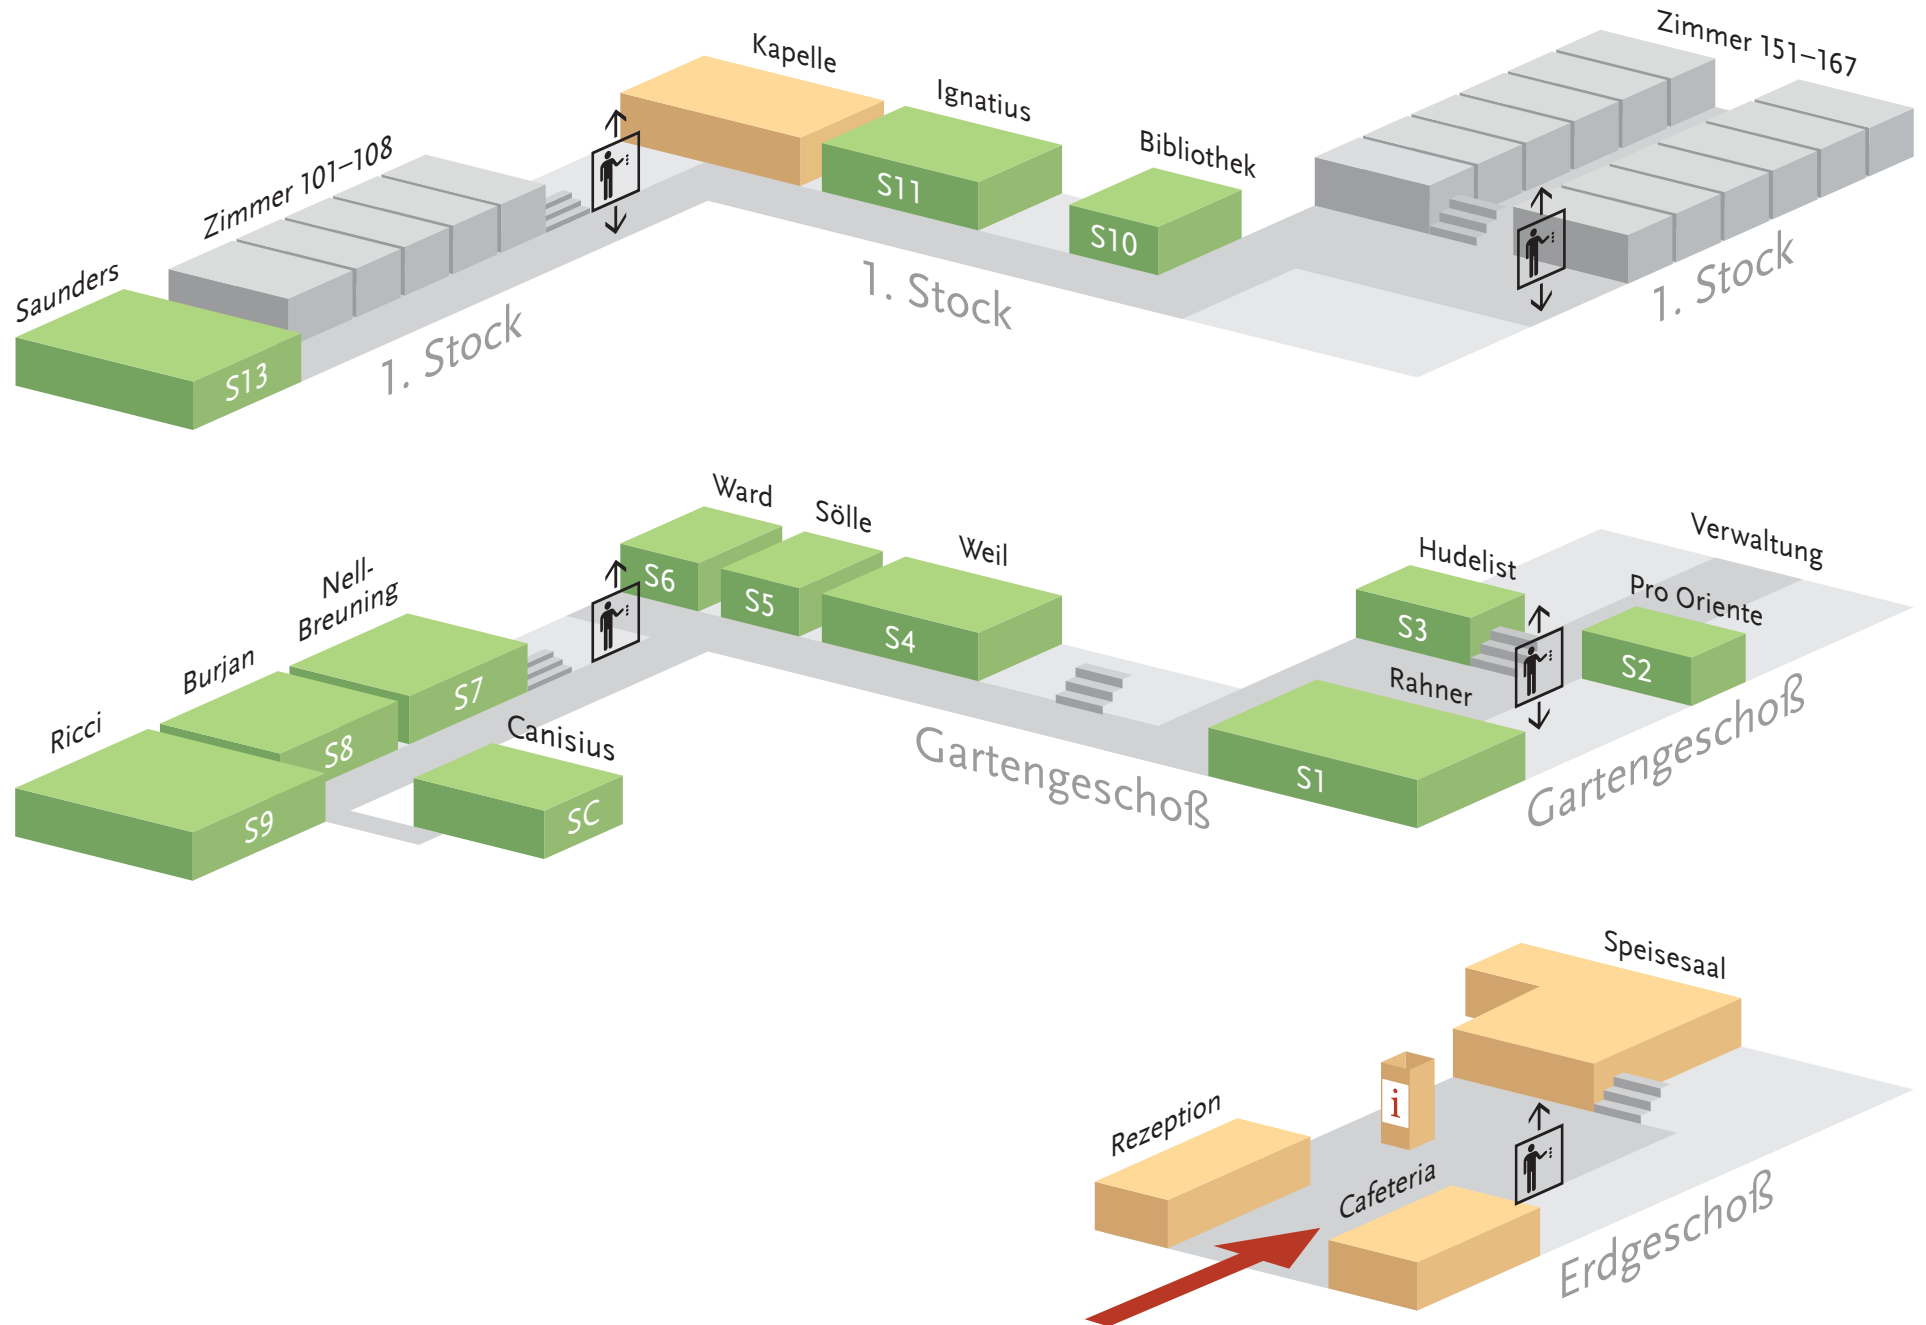 Kapelle
Ignatius
Bibliothek
Zimmer 151–167
Zimmer 101–108
Saunders
S11
S10
S13
1. Stock
1. Stock
1. Stock
Ward
Sölle
Weil
Hudelist
Verwaltung
Pro Oriente
Nell-
Breuning
Burjan
Ricci
Canisius
Rahner
S6
S5
S4
S3
S2
S7
S8
S9
SC
S1
Gartengeschoß
Gartengeschoß
Speisesaal
i
Rezeption
Cafeteria
Erdgeschoß